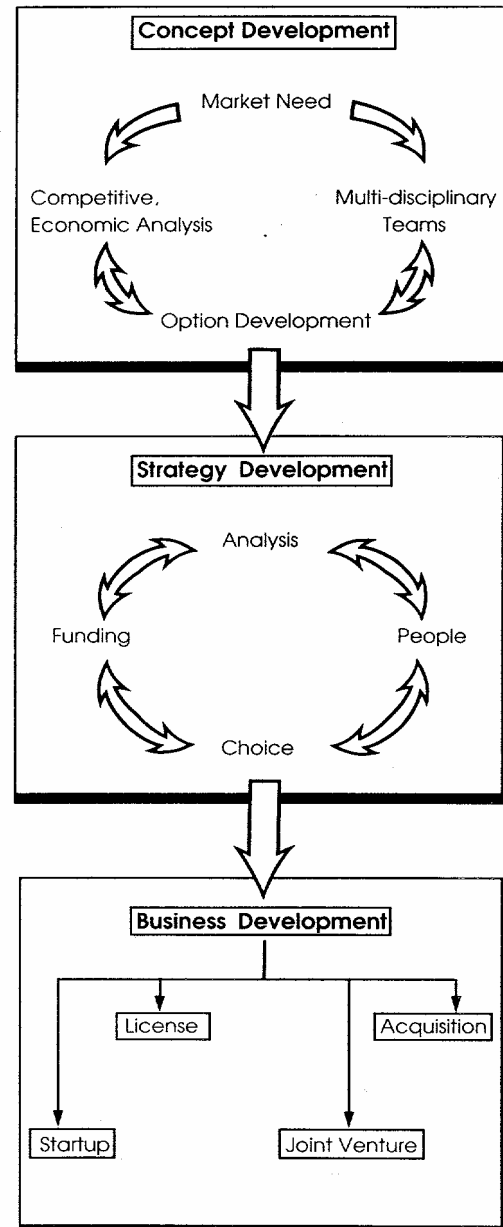 Concept Development
Market Need
Competitive,
Economic Analysis
Multi-disciplinary
Teams
Option Development
Strategy Development
Analysis
Funding
People
Choice
Business Development
License
Acquisition
Startup
Joint Venture